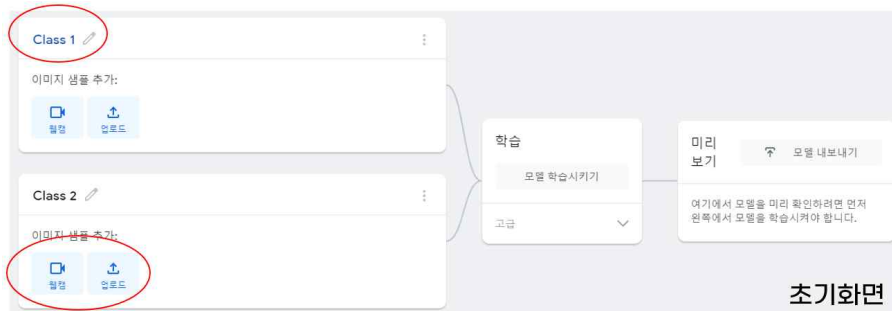 Class 1
이미지 샘플 추가:
웹캠
업로드
Class 2
이미지 샘플 추가:
웹캠
업로드
학습
모델 학습시키기
고급
미리
보기
모델 내보내기
여기에서 모델을 미리 확인하려면 먼저
왼쪽에서 모델을 학습시켜야 합니다.
초기화면